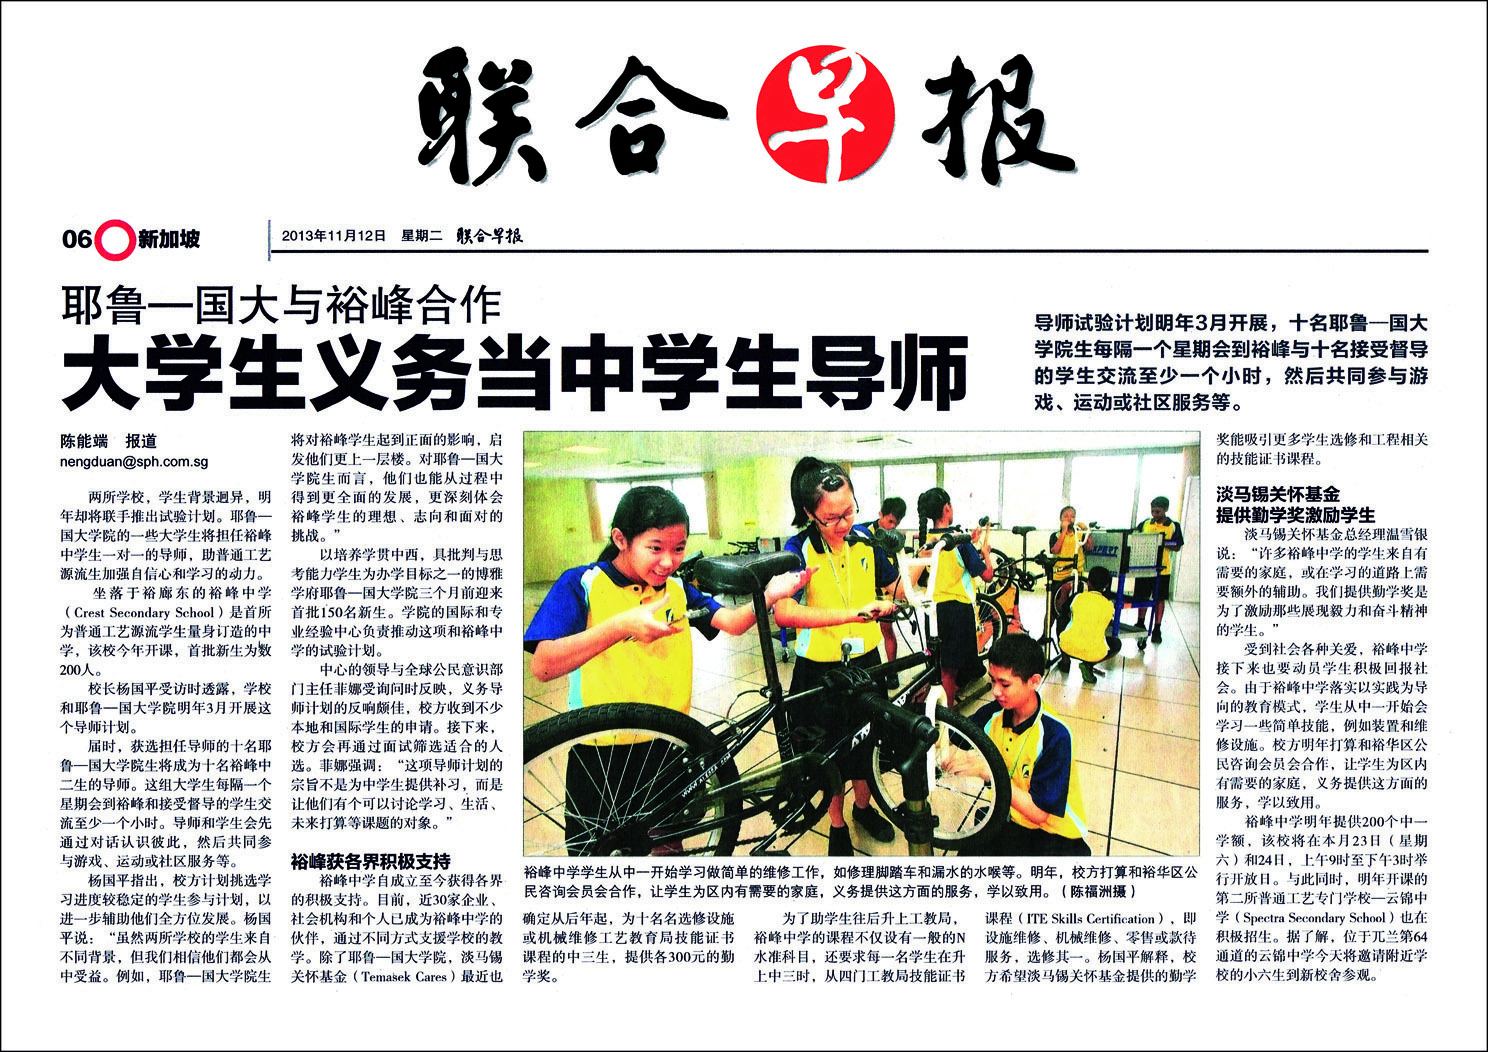 联合早报
06 新加坡
2013年11月12日 星期二 联合早报
耶鲁—国大与裕峰合作
大学生义务当中学生导师
导师试验计划明年3月开展，十名耶鲁—国大
学院生每隔一个星期会到裕峰与十名接受督导
的学生交流至少一个小时，然后共同参与游
戏、运动或社区服务等。
陈能端 报道
nengduan@sph.com.sg
两所学校，学生背景迥异，明
年却将联手推出试验计划。耶鲁—
国大学院的一些大学生将担任裕峰
中学生一对一的导师，助普通工艺
源流生加强自信心和学习的动力。
坐落于裕廊东的裕峰中学
（Crest Secondary School）是首所
为普通工艺源流学生量身订造的中
学，该校今年开课，首批新生为数
200人。
校长杨国平受访时透露，学校
和耶鲁—国大学院明年3月开展这
个导师计划。
届时，获选担任导师的十名耶
鲁—国大学院生将成为十名裕峰中
二生的导师。这组大学生每隔一个
星期会到裕峰和接受督导的学生交
流至少一个小时。导师和学生会先
通过对话认识彼此，然后共同参
与游戏、运动或社区服务等。
杨国平指出，校方计划挑选学
习进度较稳定的学生参与计划，以
进一步辅助他们全方位发展。杨国
平说：“虽然两所学校的学生来自
不同背景，但我们相信他们都会从
中受益。例如，耶鲁—国大学院生
将对裕峰学生起到正面的影响，启
发他们更上一层楼。对耶鲁—国大
学院生而言，他们也能从过程中
得到更全面的发展，更深刻体会
裕峰学生的理想、志向和面对的
挑战。”
以培养学贯中西，具批判与思
考能力学生为办学目标之一的博雅
学府耶鲁—国大学院三个月前迎来
首批150名新生。学院的国际和专
业经验中心负责推动这项和裕峰中
学的试验计划。
中心的领导与全球公民意识部
门主任菲娜受询问时反映，义务导
师计划的反响颇佳，校方收到不少
本地和国际学生的申请。接下来，
校方会再通过面试筛选适合的人
选。菲娜强调：“这项导师计划的
宗旨不是为中学生提供补习，而是
让他们有个可以讨论学习、生活、
未来打算等课题的对象。”
裕峰获各界积极支持
裕峰中学自成立至今获得各界
的积极支持。目前，近30家企业、
社会机构和个人已成为裕峰中学的
伙伴，通过不同方式支援学校的教
学。除了耶鲁—国大学院，淡马锡
关怀基金（Temasek Cares）最近也
裕峰中学学生从中一开始学习做简单的维修工作，如修理脚踏车和漏水的水喉等。明年，校方打算和裕华区公
民咨询会员会合作，让学生为区内有需要的家庭，义务提供这方面的服务，学以致用。（陈福洲摄）
确定从后年起，为十名名选修设施
或机械维修工艺教育局技能证书
课程的中三生，提供各300元的勤
学奖。
为了助学生往后升上工教局，
裕峰中学的课程不仅设有一般的N
水准科目，还要求每一名学生在升
上中三时，从四门工教局技能证书
课程（ITE Skills Certification），即
设施维修、机械维修、零售或款待
服务，选修其一。杨国平解释，校
方希望淡马锡关怀基金提供的勤学
奖能吸引更多学生选修和工程相关
的技能证书课程。
淡马锡关怀基金
提供勤学奖激励学生
淡马锡关怀基金总经理温雪银
说：“许多裕峰中学的学生来自有
需要的家庭，或在学习的道路上需
要额外的辅助。我们提供勤学奖是
为了激励那些展现毅力和奋斗精神
的学生。”
受到社会各种关爱，裕峰中学
接下来也要动员学生积极回报社
会。由于裕峰中学落实以实践为导
向的教育模式，学生从中一开始会
学习一些简单技能，例如装置和维
修设施。校方明年打算和裕华区公
民咨询会员会合作，让学生为区内
有需要的家庭，义务提供这方面的
服务，学以致用。
裕峰中学明年提供200个中一
学额，该校将在本月23日（星期
六）和24日，上午9时至下午3时举
行开放日。与此同时，明年开课的
第二所普通工艺专门学校—云锦中
学（Spectra Secondary School）也在
积极招生。据了解，位于兀兰第64
通道的云锦中学今天将邀请附近学
校的小六生到新校舍参观。